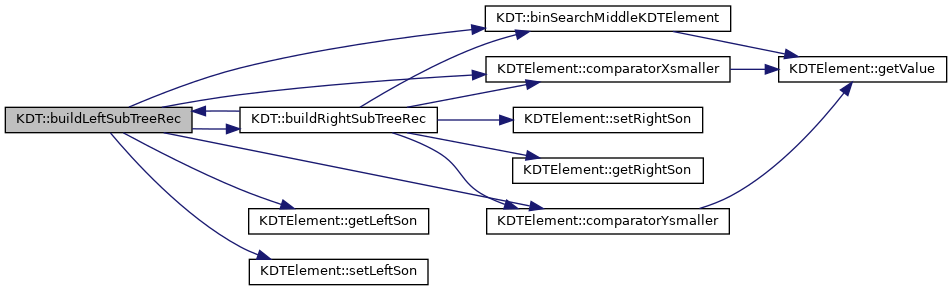 KDT::binSearchMiddleKDTElement
KDTElement::comparatorXsmaller
KDTElement::getValue
KDT::buildLeftSubTreeRec
KDT::buildRightSubTreeRec
KDTElement::setRightSon
KDTElement::getRightSon
KDTElement::getLeftSon
KDTElement::comparatorYsmaller
KDTElement::setLeftSon